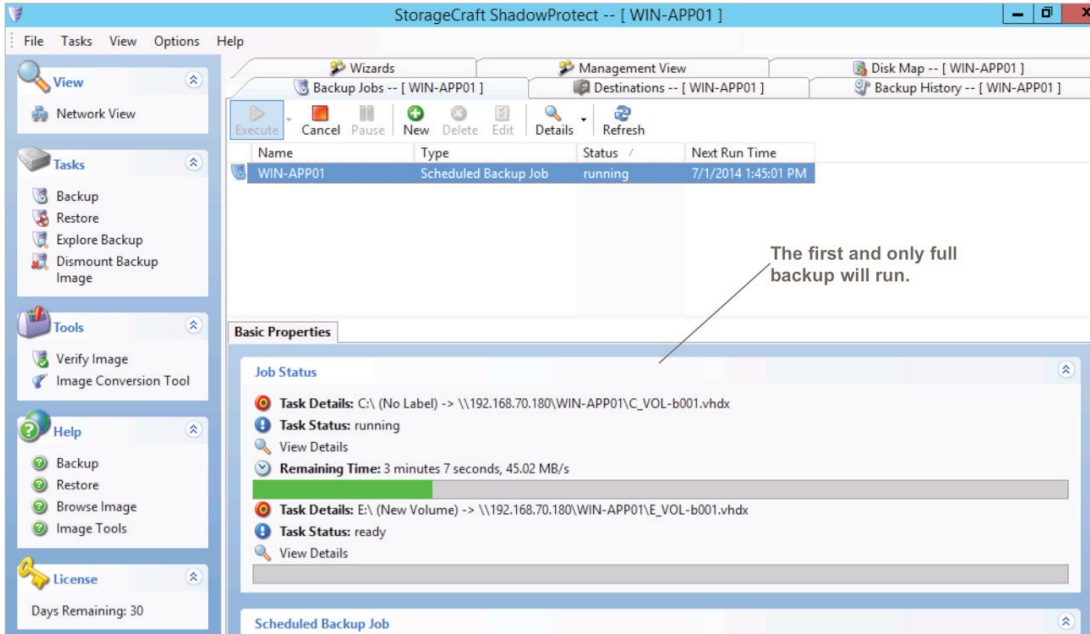 StorageCraft ShadowProtect -- [ WIN-APP01 ]
File Tasks View Options Help
View
Network View
Tasks
Backup
Restore
Explore Backup
Dismount Backup
Image
Tools
Verify Image
Image Conversion Tool
Help
Backup
Restore
Browse Image
Image Tools
License
Days Remaining: 30
Wizards Management View Disk Map -- [ WIN-APP01 ]
Backup Jobs -- [ WIN-APP01 ] Destinations -- [ WIN-APP01 ] Backup History -- [ WIN-APP01 ]
Execute Cancel Pause New Delete Edit Details Refresh
Name Type Status Next Run Time
WIN-APP01 Scheduled Backup Job running 7/1/2014 1:45:01 PM
The first and only full
backup will run.
Basic Properties
Job Status
Task Details: C:\ (No Label) -> \\192.168.70.180\WIN-APP01\C_VOL-b001.vhdx
Task Status: running
View Details
Remaining Time: 3 minutes 7 seconds, 45.02 MB/s
Task Details: E:\ (New Volume) -> \\192.168.70.180\WIN-APP01\E_VOL-b001.vhdx
Task Status: ready
View Details
Scheduled Backup Job